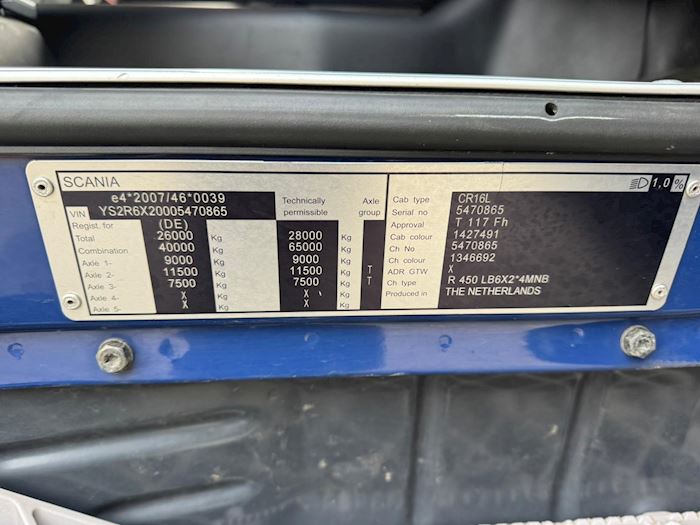 SCANIA
e4*2007/46*0039
VIN YS2R6X20005470865
Technically permissible
Axle group
Regist. for (DE)
Total 26000 Kg 28000 Kg
Combination 40000 Kg 65000 Kg
Axle 1- 9000 Kg 9000 Kg
Axle 2- 11500 Kg 11500 Kg T
Axle 3- 7500 Kg 7500 Kg T
Axle 4- X Kg X Kg
Axle 5- X Kg X Kg
1,0 %
Cab type CR16L
Serial no 5470865
Approval T 117 Fh
Cab colour 1427491
Ch No 5470865
Ch colour 1346692
ADR GTW X
Ch type R 450 LB6X2*4MNB
Produced in THE NETHERLANDS